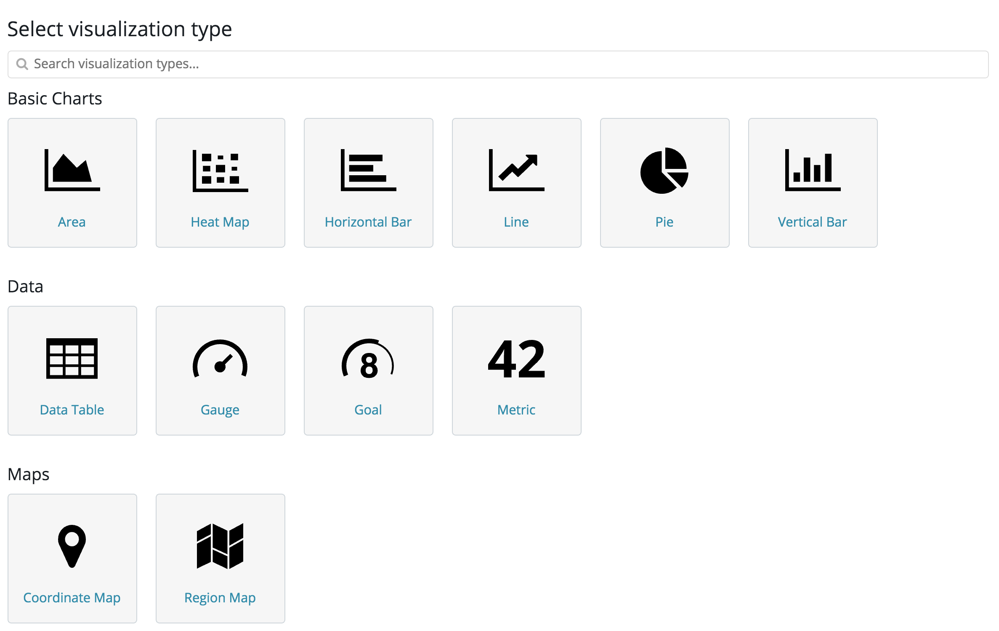 Select visualization type
Search visualization types...
Basic Charts
Area
Heat Map
Horizontal Bar
Line
Pie
Vertical Bar
Data
8
42
Data Table
Gauge
Goal
Metric
Maps
Coordinate Map
Region Map